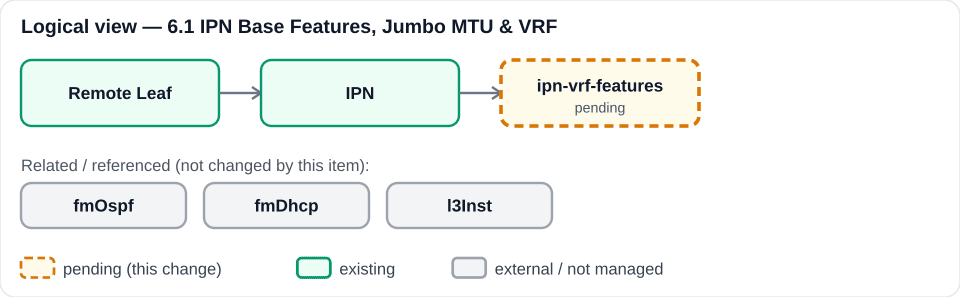 Logical view — 6.1 IPN Base Features, Jumbo MTU & VRF
Remote Leaf
IPN
ipn-vrf-features
pending
Related / referenced (not changed by this item):
fmOspf
fmDhcp
l3Inst
pending (this change)
existing
external / not managed